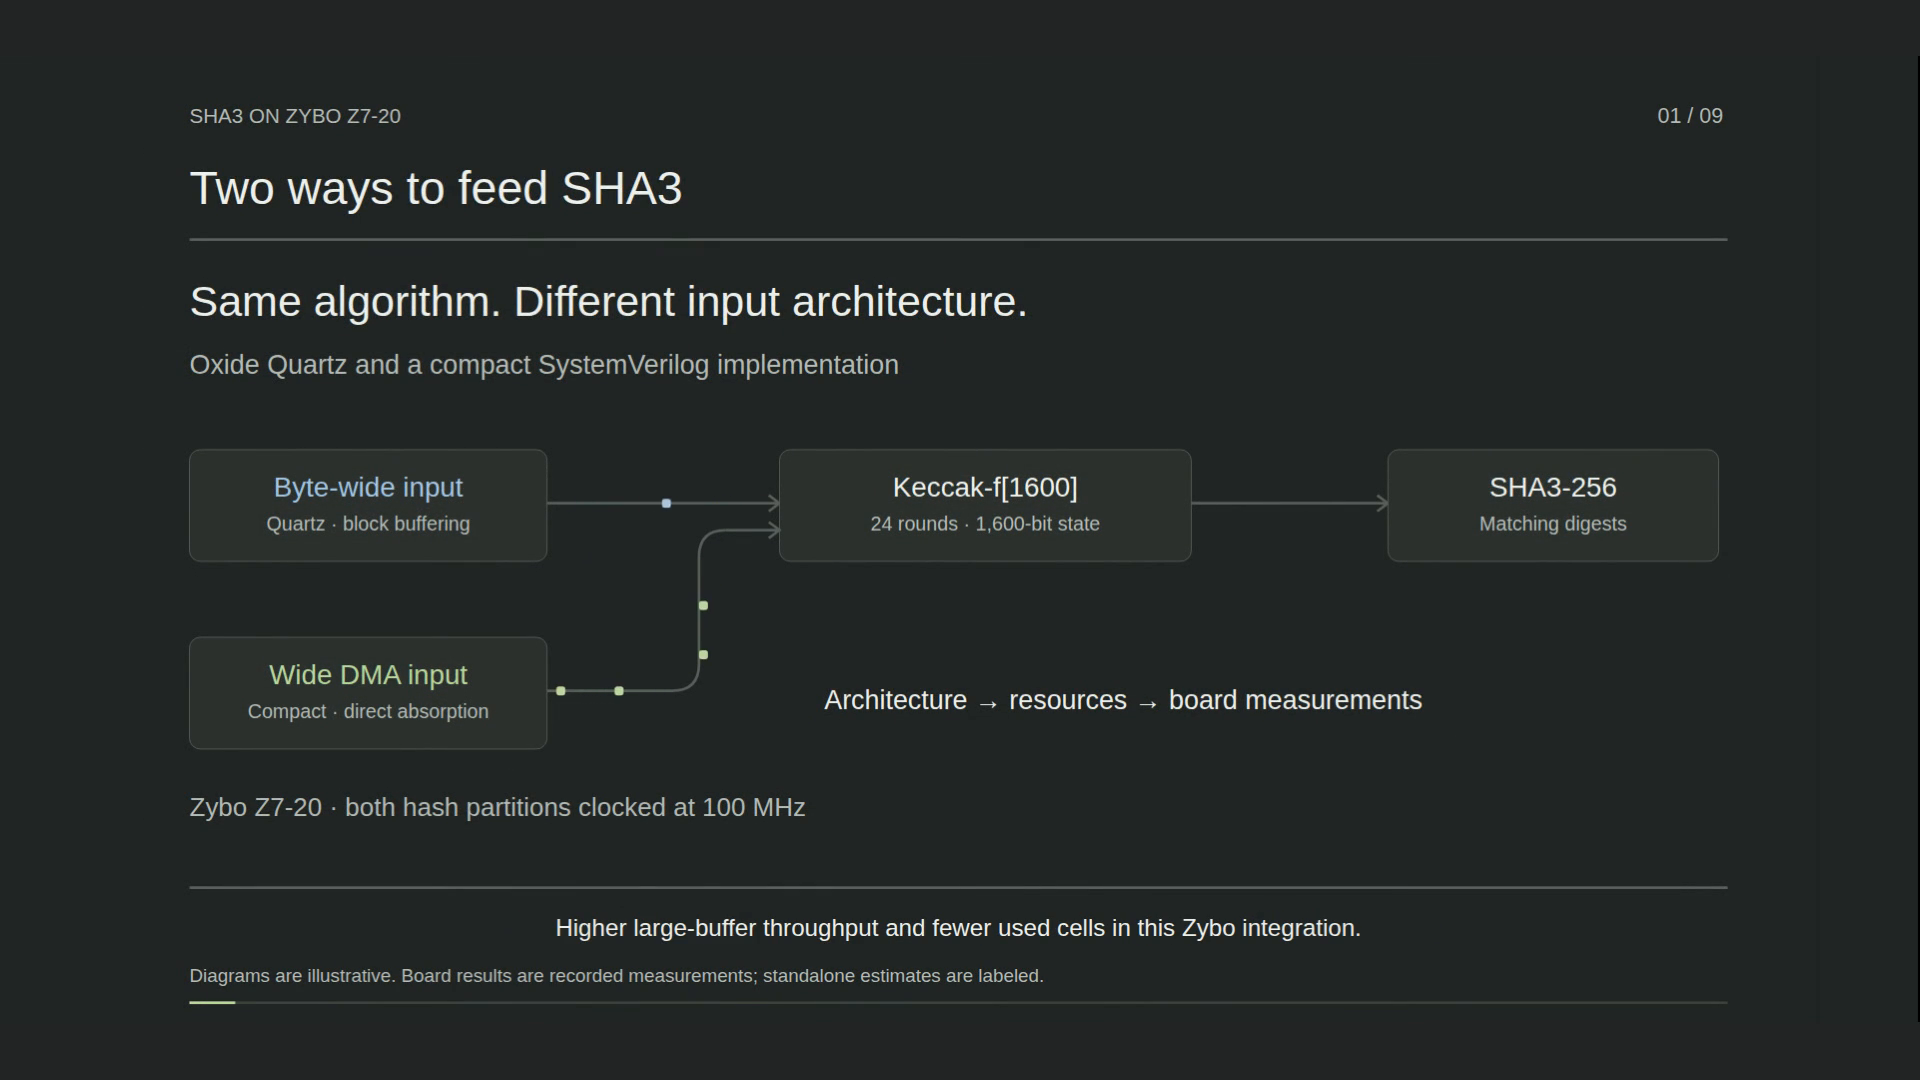 SHA3 ON ZYBO Z7-20
01 / 09
Two ways to feed SHA3
Same algorithm. Different input architecture.
Oxide Quartz and a compact SystemVerilog implementation
Byte-wide input
Quartz · block buffering
Keccak-f[1600]
24 rounds · 1,600-bit state
SHA3-256
Matching digests
Wide DMA input
Compact · direct absorption
Architecture → resources → board measurements
Zybo Z7-20 · both hash partitions clocked at 100 MHz
Higher large-buffer throughput and fewer used cells in this Zybo integration.
Diagrams are illustrative. Board results are recorded measurements; standalone estimates are labeled.